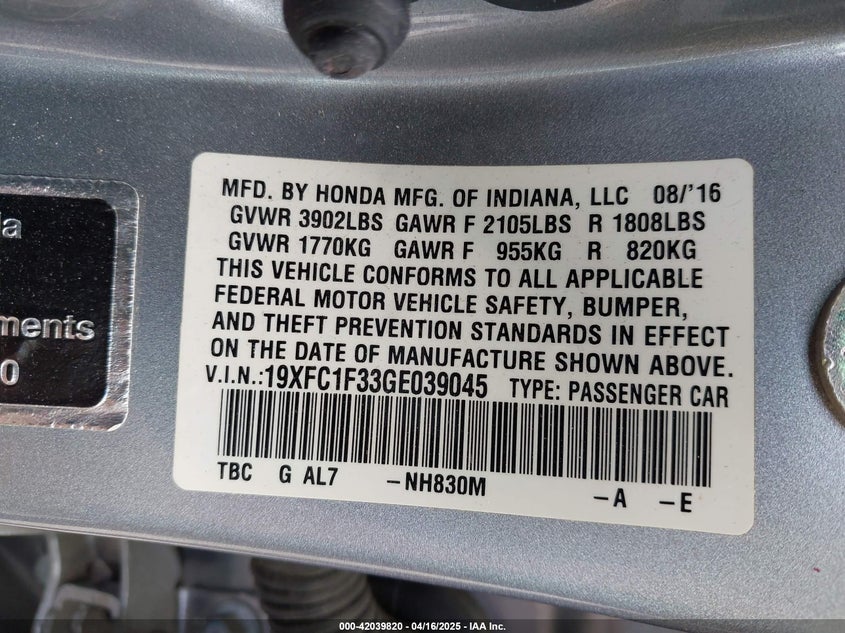 MFD. BY HONDA MFG. OF INDIANA, LLC 08/'16
GVWR 3902LBS GAWR F 2105LBS R 1808LBS
GVWR 1770KG GAWR F 955KG R 820KG
THIS VEHICLE CONFORMS TO ALL APPLICABLE
FEDERAL MOTOR VEHICLE SAFETY, BUMPER,
AND THEFT PREVENTION STANDARDS IN EFFECT
ON THE DATE OF MANUFACTURE SHOWN ABOVE.
V.I.N.:19XFC1F33GE039045 TYPE: PASSENGER CAR
TBC G AL7 -NH830M
-A -E
da
ments
0
000-42039820 - 04/16/2025 - IAA Inc.